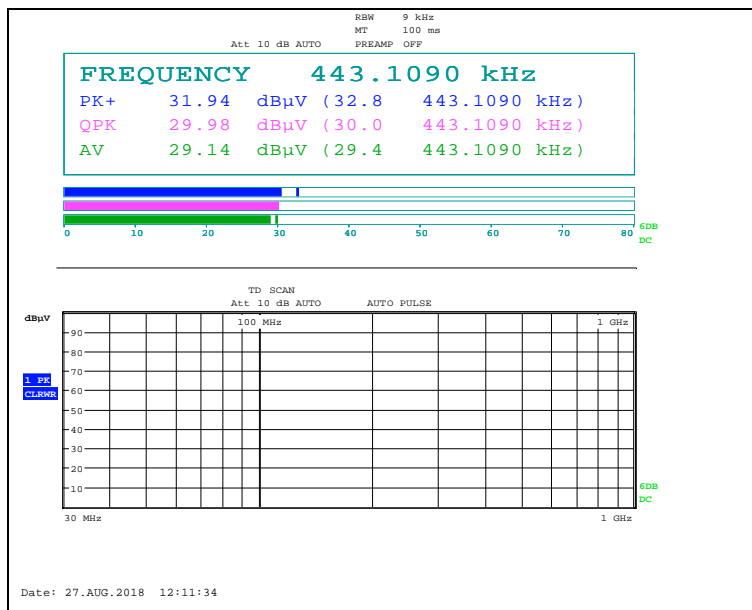 RBW 9 kHz
MT 100 ms
Att 10 dB AUTO PREAMP OFF
FREQUENCY 443.1090 kHz
PK+ 31.94 dBµV (32.8 443.1090 kHz)
QPK 29.98 dBµV (30.0 443.1090 kHz)
AV 29.14 dBµV (29.4 443.1090 kHz)
0 10 20 30 40 50 60 70 80
6DB
DC
TD SCAN
Att 10 dB AUTO AUTO PULSE
dBµV
100 MHz 1 GHz
90
80
70
1 PK
CLRWR
60
50
40
30
20
10
6DB
DC
30 MHz 1 GHz
Date: 27.AUG.2018 12:11:34